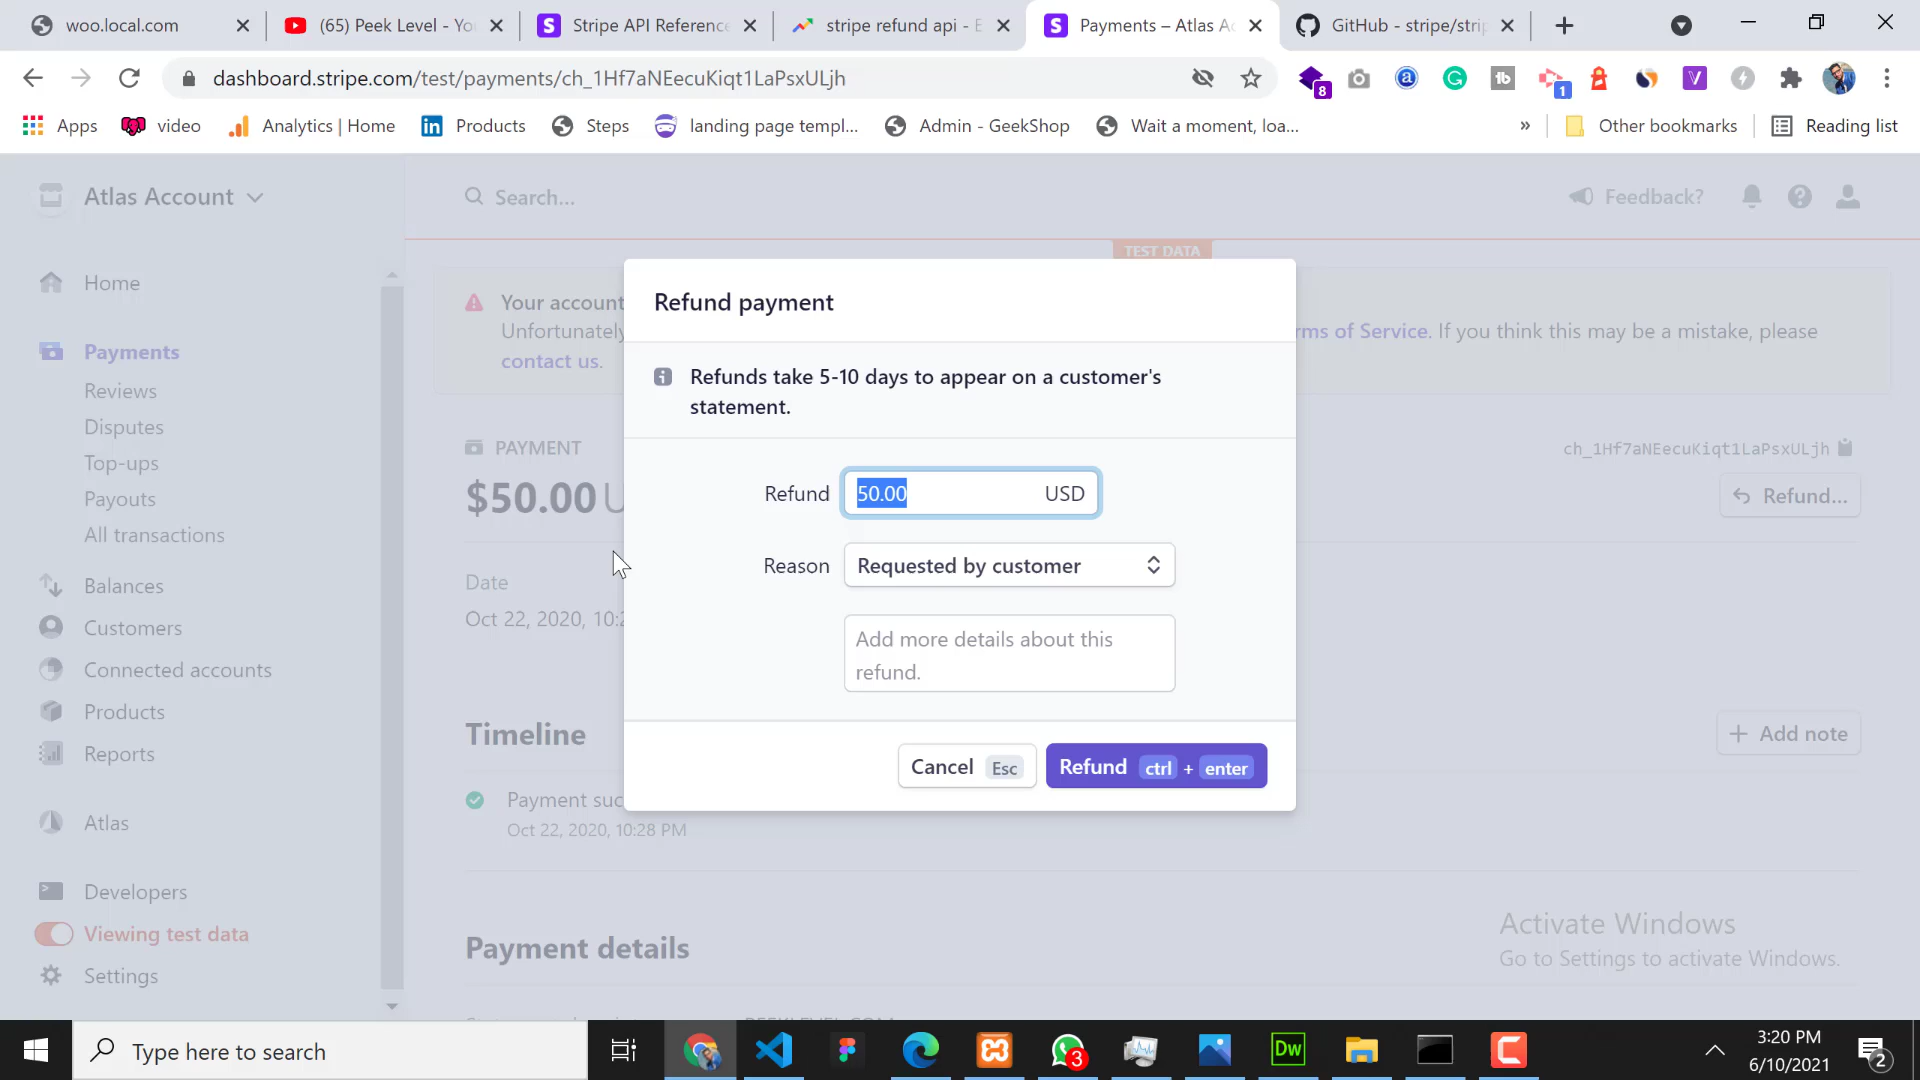 woo.local.com
(65) Peek Level - Yo
Stripe API Reference
stripe refund api - E
Payments – Atlas Ac
GitHub - stripe/strip
dashboard.stripe.com/test/payments/ch_1Hf7aNEecuKiqt1LaPsxULjh
8
1
Apps
video
Analytics | Home
Products
Steps
landing page templ...
Admin - GeekShop
Wait a moment, loa...
»
Other bookmarks
Reading list
Atlas Account
Search...
Feedback?
TEST DATA
Home
Payments
Reviews
Disputes
Top-ups
Payouts
All transactions
Balances
Customers
Connected accounts
Products
Reports
Atlas
Developers
Viewing test data
Settings
Your account
Unfortunately
rms of Service. If you think this may be a mistake, please
contact us.
PAYMENT
ch_1Hf7aNEecuKiqt1LaPsxULjh
$50.00 U
Refund...
Date
Oct 22, 2020, 10:2
Timeline
Add note
Payment suc
Oct 22, 2020, 10:28 PM
Payment details
Refund payment
Refunds take 5-10 days to appear on a customer's
statement.
Refund 50.00 USD
Reason Requested by customer
Add more details about this
refund.
Cancel Esc
Refund ctrl + enter
Activate Windows
Go to Settings to activate Windows.
Type here to search
3
Dw
3:20 PM
6/10/2021
2